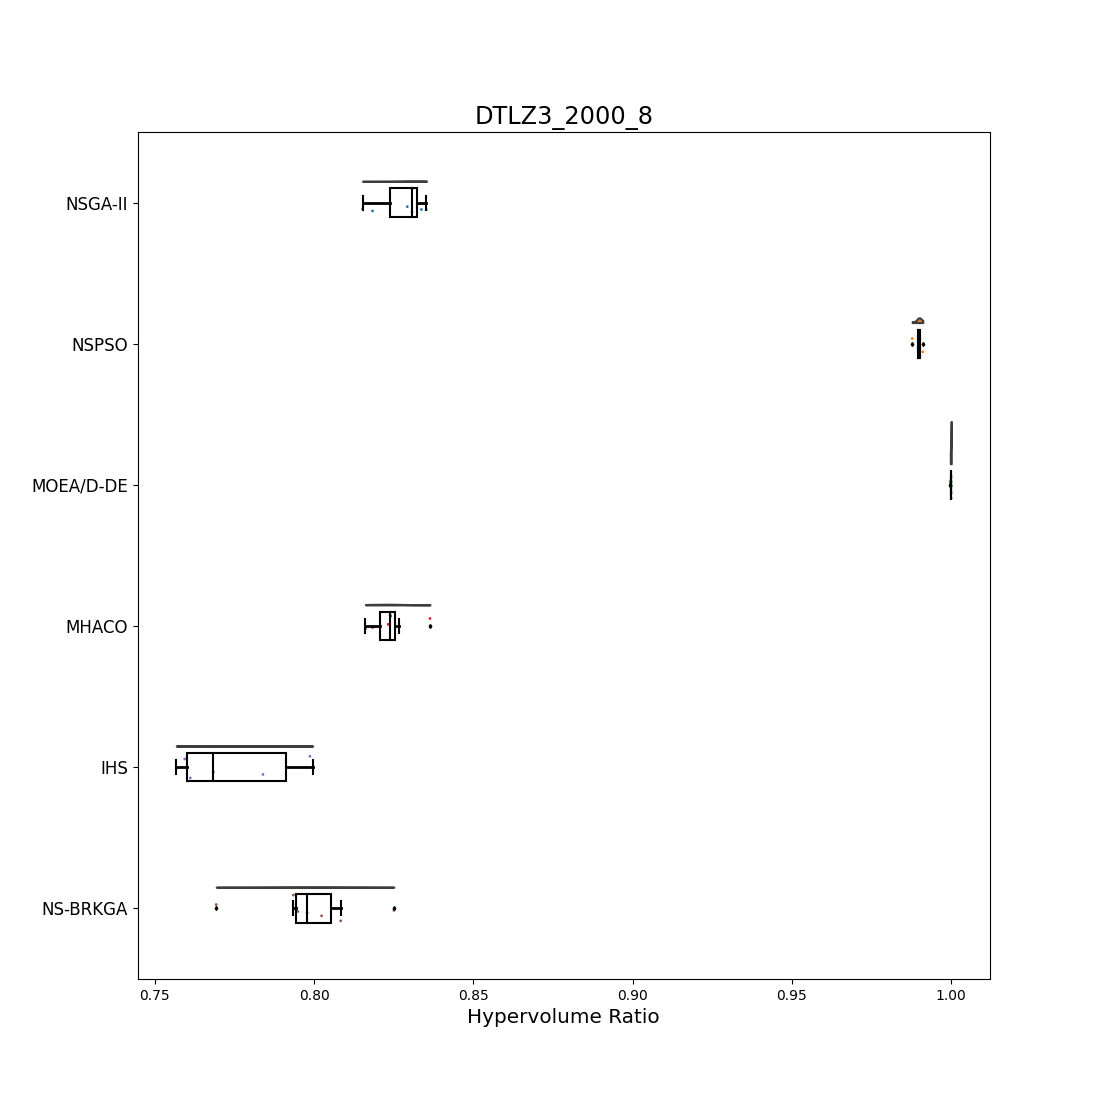 DTLZ3_2000_8
NSGA-II
NSPSO
MOEA/D-DE
MHACO
IHS
NS-BRKGA
0.75 0.80 0.85 0.90 0.95 1.00
Hypervolume Ratio